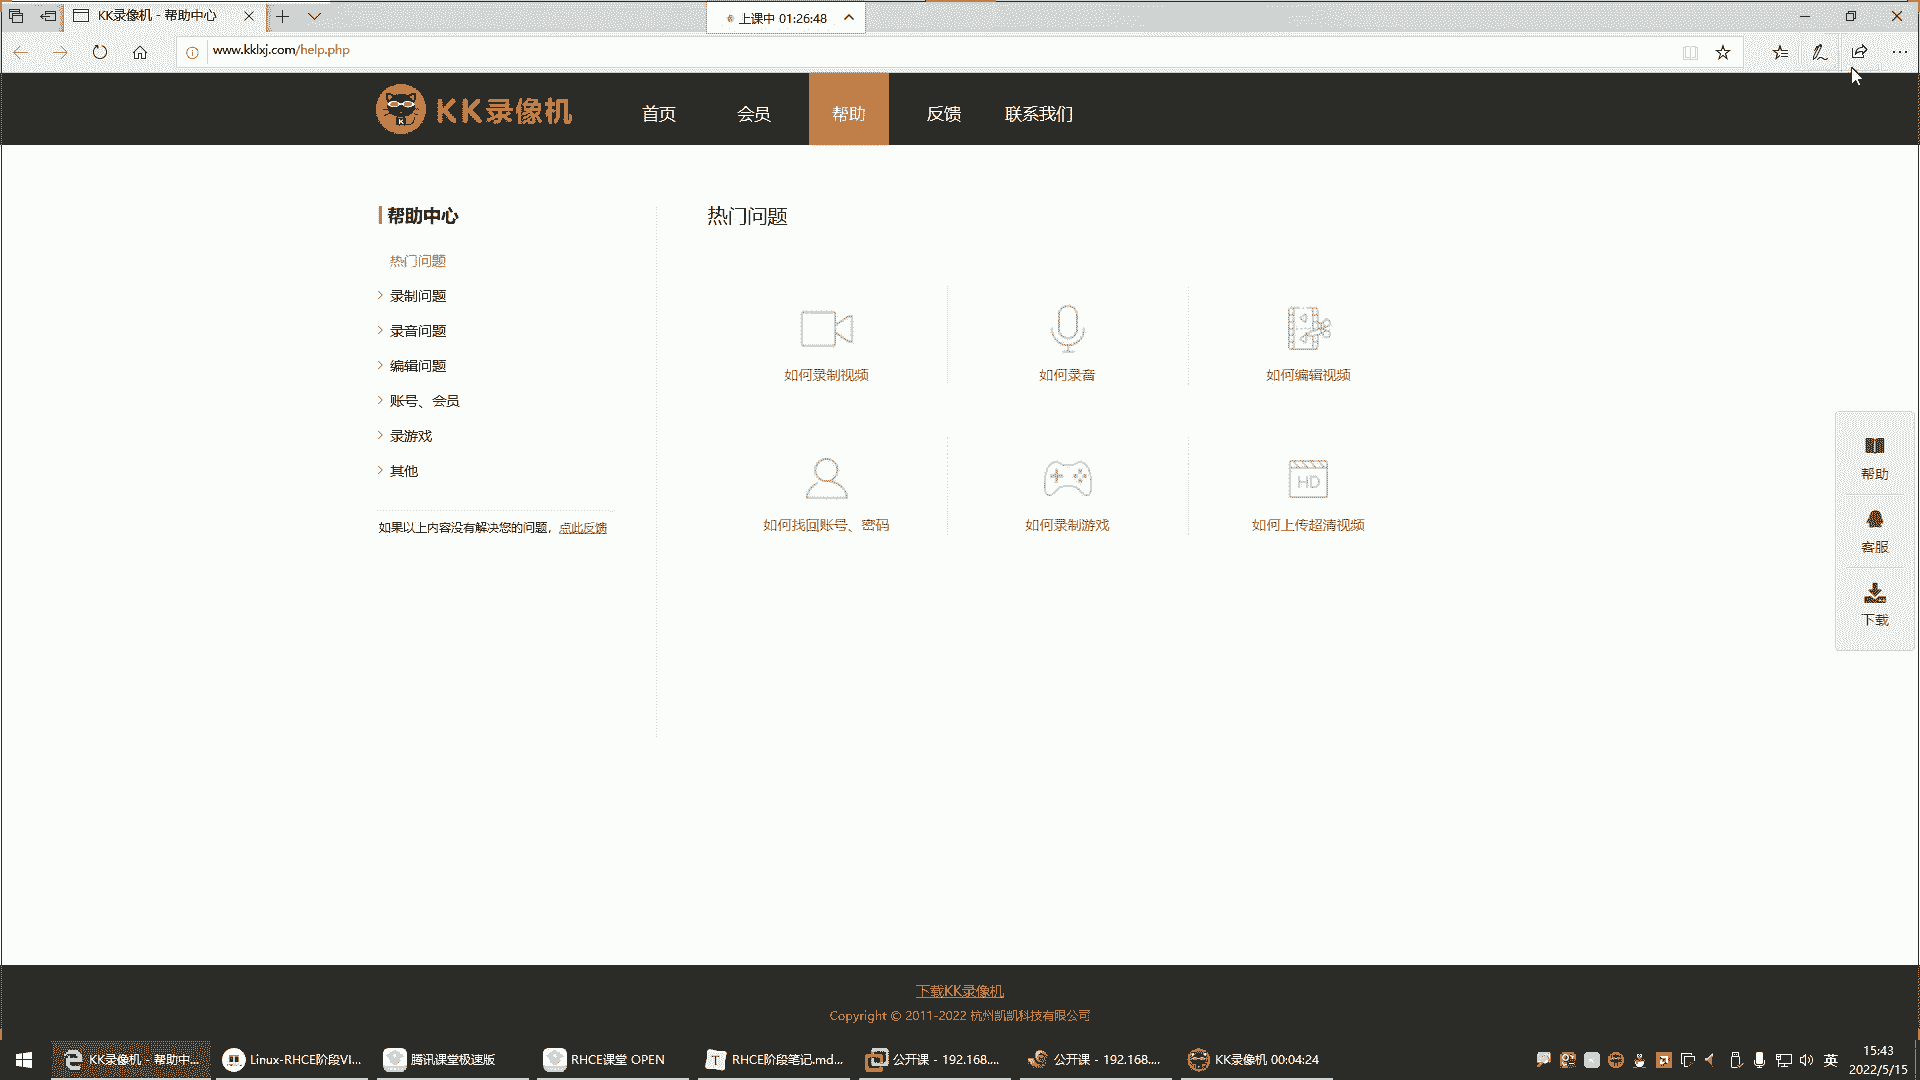 KK录像机 - 帮助中心
上课中 01:26:48
www.kklxj.com/help.php
KK录像机
首页
会员
帮助
反馈
联系我们
帮助中心
热门问题
录制问题
录音问题
编辑问题
账号、会员
录游戏
其他
如果以上内容没有解决您的问题，点此反馈
热门问题
如何录制视频
如何录音
如何编辑视频
HD
如何找回账号、密码
如何录制游戏
如何上传超清视频
帮助
客服
下载
下载KK录像机
Copyright © 2011-2022 杭州凯凯科技有限公司
KK录像机 - 帮助中...
Linux-RHCE阶段VI...
腾讯课堂极速版
RHCE课堂 OPEN
RHCE阶段笔记.md...
公开课 - 192.168....
公开课 - 192.168....
KK录像机 00:04:24
英
15:43
2022/5/15